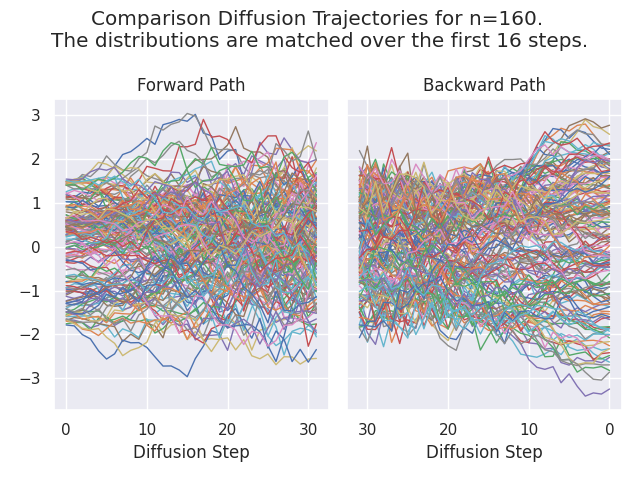 Comparison Diffusion Trajectories for n=160.
The distributions are matched over the first 16 steps.
Forward Path
Backward Path
3
2
1
0
−1
−2
−3
0 10 20 30
30 20 10 0
Diffusion Step
Diffusion Step